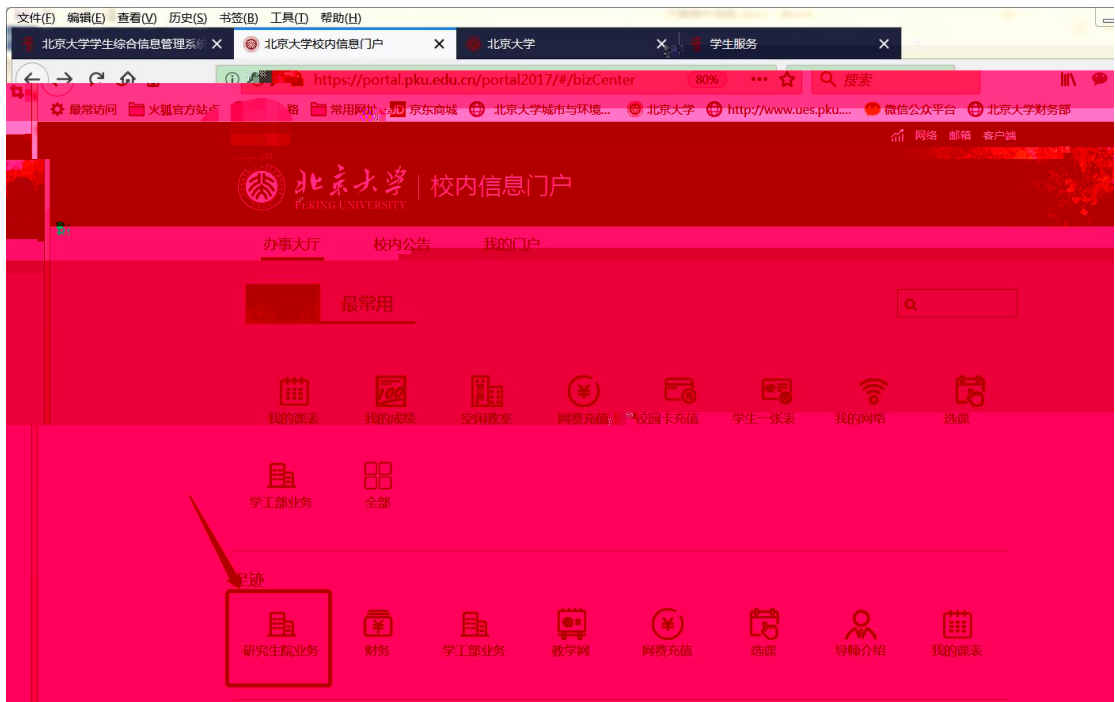 文件(F) 编辑(E) 查看(V) 历史(S) 书签(B) 工具(T) 帮助(H)
北京大学学生综合信息管理系统 北京大学校内信息门户 北京大学 学生服务
https://portal.pku.edu.cn/portal2017/#/bizCenter 80% 搜索
最常访问 火狐官方站点 常用网址 京东商城 北京大学城市与环境... 北京大学 http://www.ues.pku.... 微信公众平台 北京大学财务部
网络 邮箱 客户端
北京大学 PEKING UNIVERSITY 校内信息门户
办事大厅 校内公告 我的门户
最常用
我的课表 我的成绩 空闲教室 网费充值 校园卡充值 学生一张表 我的网络 选课
学工部业务 全部
足迹
研究生院业务 财务 学工部业务 教学网 网费充值 选课 导师介绍 我的课表